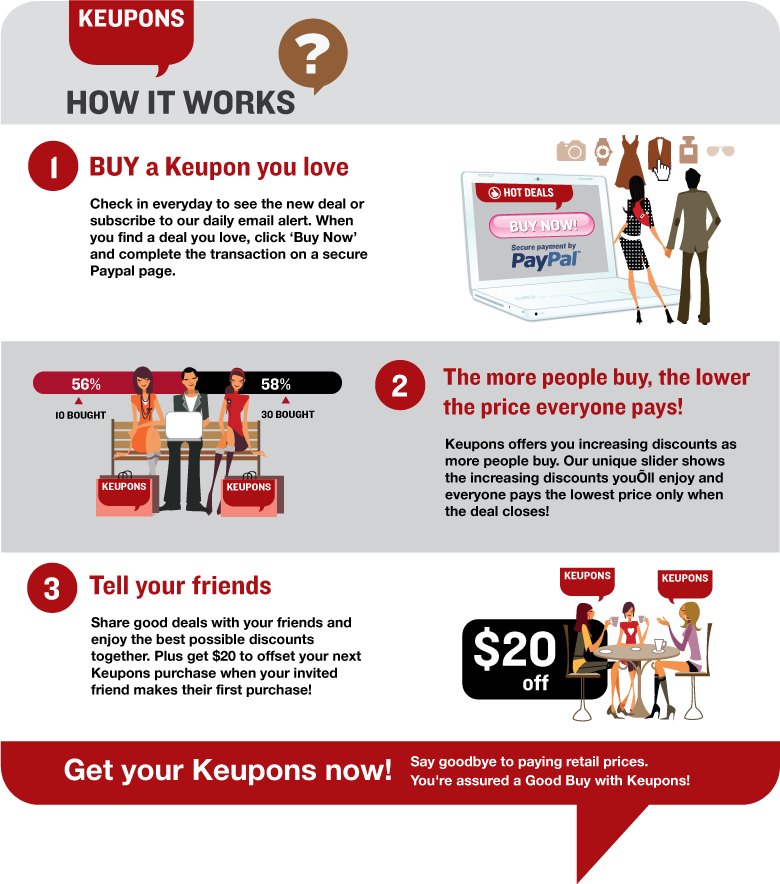 KEUPONS
?
HOW IT WORKS
1
BUY a Keupon you love
Check in everyday to see the new deal or
subscribe to our daily email alert. When
you find a deal you love, click ‘Buy Now’
and complete the transaction on a secure
Paypal page.
HOT DEALS
BUY NOW!
Secure payment by
PayPal™
56%
58%
10 BOUGHT
30 BOUGHT
KEUPONS
KEUPONS
2
The more people buy, the lower
the price everyone pays!
Keupons offers you increasing discounts as
more people buy. Our unique slider shows
the increasing discounts youÕll enjoy and
everyone pays the lowest price only when
the deal closes!
3
Tell your friends
Share good deals with your friends and
enjoy the best possible discounts
together. Plus get $20 to offset your next
Keupons purchase when your invited
friend makes their first purchase!
KEUPONS
KEUPONS
$20
off
Get your Keupons now!
Say goodbye to paying retail prices.
You're assured a Good Buy with Keupons!